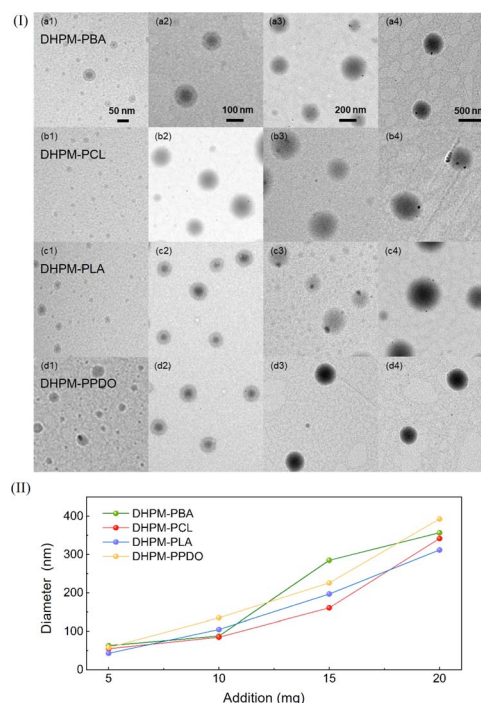 (I)
(a1) (a2) (a3) (a4)
DHPM-PBA
50 nm 100 nm 200 nm 500 nm
(b1) (b2) (b3) (b4)
DHPM-PCL
(c1) (c2) (c3) (c4)
DHPM-PLA
(d1) (d2) (d3) (d4)
DHPM-PPDO
(II)
DHPM-PBA
DHPM-PCL
DHPM-PLA
DHPM-PPDO
400
300
200
100
0
Diameter (nm)
5 10 15 20
Addition (mg)